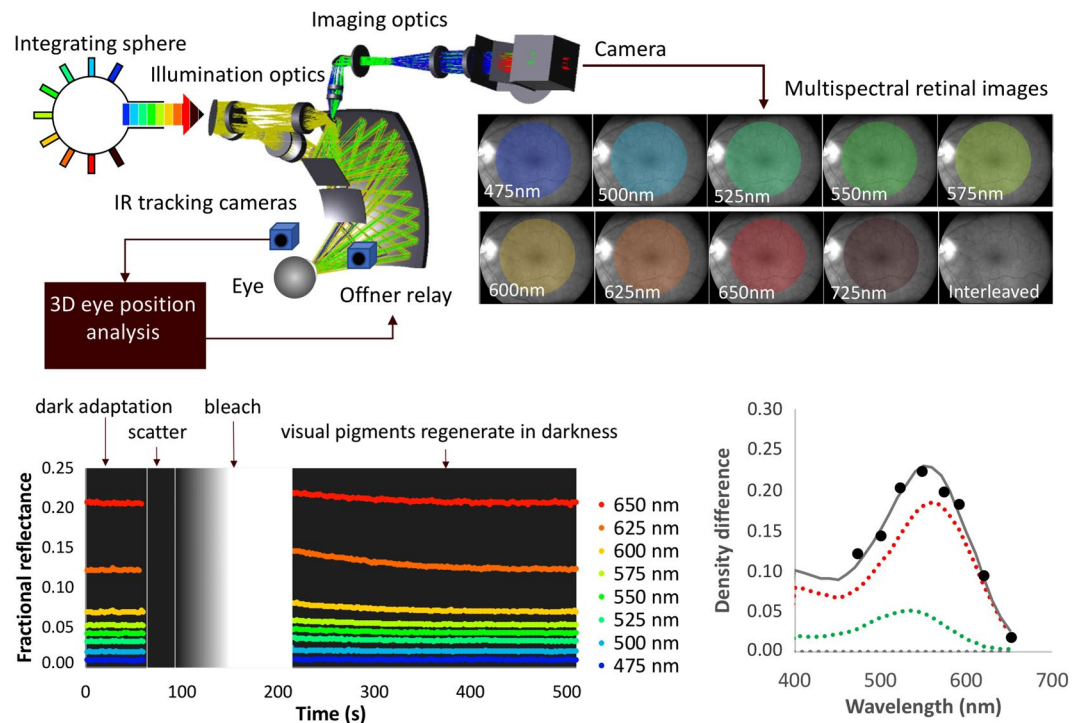 Imaging optics
Integrating sphere
Camera
Illumination optics
Multispectral retinal images
475nm
500nm
525nm
550nm
575nm
IR tracking cameras
600nm
625nm
650nm
725nm
Interleaved
Eye
Offner relay
3D eye position
analysis
dark adaptation
scatter
bleach
visual pigments regenerate in darkness
Fractional reflectance
0.25
0.20
0.15
0.10
0.05
0.00
0
100
200
300
400
500
Time (s)
650 nm
625 nm
600 nm
575 nm
550 nm
525 nm
500 nm
475 nm
Density difference
0.30
0.20
0.15
0.10
0.05
0.00
400
500
600
700
Wavelength (nm)